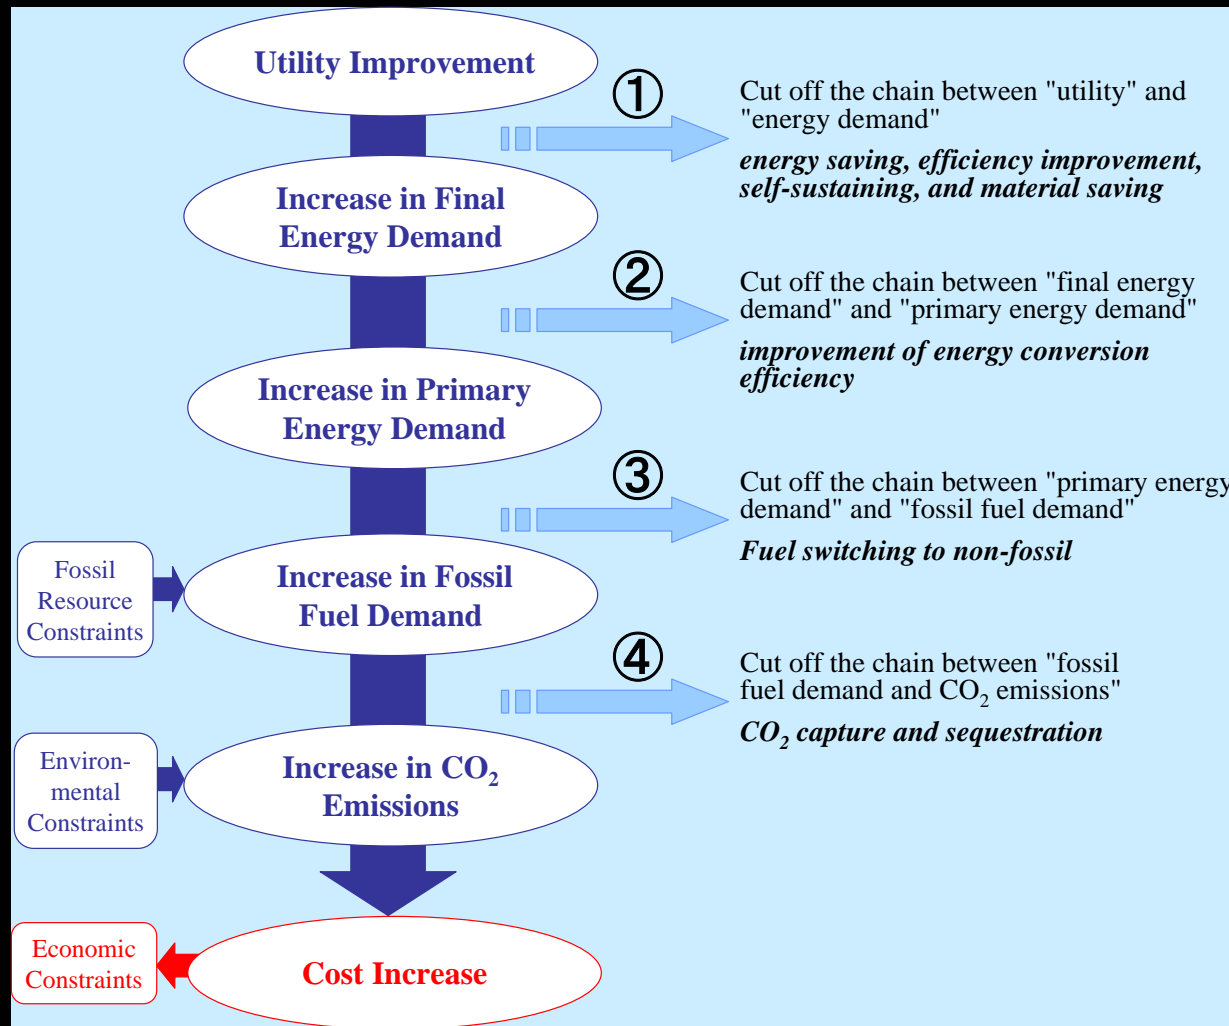 Utility Improvement
①
Cut off the chain between "utility" and
"energy demand"
energy saving, efficiency improvement,
self-sustaining, and material saving
Increase in Final
Energy Demand
②
Cut off the chain between "final energy
demand" and "primary energy demand"
improvement of energy conversion
efficiency
Increase in Primary
Energy Demand
③
Cut off the chain between "primary energy
demand" and "fossil fuel demand"
Fuel switching to non-fossil
Fossil
Resource
Constraints
Increase in Fossil
Fuel Demand
④
Cut off the chain between "fossil
fuel demand and CO₂ emissions"
CO₂ capture and sequestration
Environ-
mental
Constraints
Increase in CO₂
Emissions
Economic
Constraints
Cost Increase